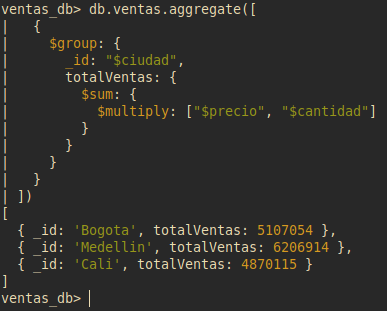 ventas_db> db.ventas.aggregate([
|   {
|     $group: {
|       _id: "$ciudad",
|       totalVentas: {
|         $sum: {
|           $multiply: ["$precio", "$cantidad"]
|         }
|       }
|     }
|   }
| ])
[
  { _id: 'Bogota', totalVentas: 5107054 },
  { _id: 'Medellin', totalVentas: 6206914 },
  { _id: 'Cali', totalVentas: 4870115 }
]
ventas_db>